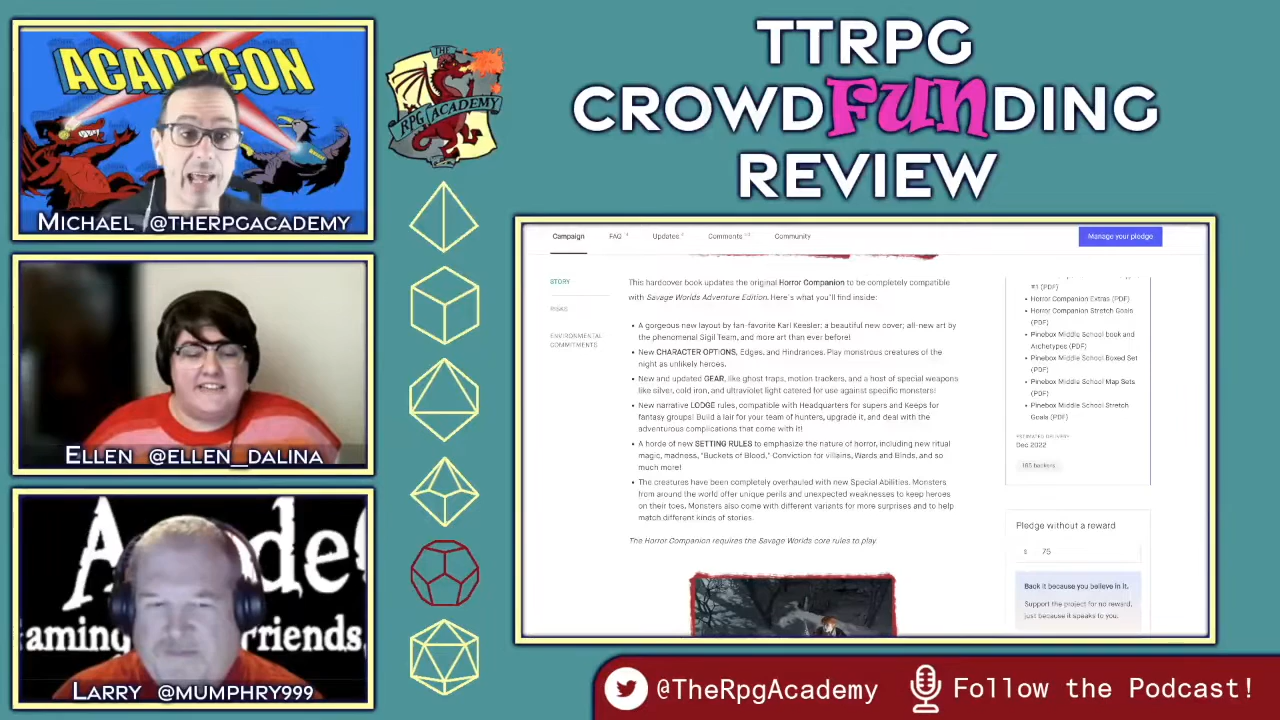 ACADECON
MICHAEL @THERPGACADEMY
ELLEN @ELLEN_DALINA
LARRY @MUMPHRY999
THE
RPG ACADEMY
TTRPG
CROWDFUNDING
REVIEW
Campaign
FAQ
Updates
Comments
Community
Manage your pledge
STORY
RISKS
ENVIRONMENTAL
COMMITMENTS
This hardcover book updates the original Horror Companion to be completely compatible
with Savage Worlds Adventure Edition. Here's what you'll find inside:
• A gorgeous new layout by fan-favorite Karl Keesler; a beautiful new cover; all-new art by
the phenomenal Sigil Team, and more art than ever before!
• New CHARACTER OPTIONS, Edges, and Hindrances. Play monstrous creatures of the
night as unlikely heroes.
• New and updated GEAR, like ghost traps, motion trackers, and a host of special weapons
like silver, cold iron, and ultraviolet light catered for use against specific monsters!
• New narrative LODGE rules, compatible with Headquarters for supers and Keeps for
fantasy groups! Build a lair for your team of hunters, upgrade it, and deal with the
adventurous complications that come with it!
• A horde of new SETTING RULES to emphasize the nature of horror, including new ritual
magic, madness, "Buckets of Blood," Conviction for villains, Wards and Binds, and so
much more!
• The creatures have been completely overhauled with new Special Abilities. Monsters
from around the world offer unique perils and unexpected weaknesses to keep heroes
on their toes. Monsters also come with different variants for more surprises and to help
match different kinds of stories.
The Horror Companion requires the Savage Worlds core rules to play.
#1 (PDF)
• Horror Companion Extras (PDF)
• Horror Companion Stretch Goals
(PDF)
• Pinebox Middle School book and
Archetypes (PDF)
• Pinebox Middle School Boxed Set
(PDF)
• Pinebox Middle School Map Sets
(PDF)
• Pinebox Middle School Stretch
Goals (PDF)
ESTIMATED DELIVERY
Dec 2022
165 backers
Pledge without a reward
$ 75
Back it because you believe in it.
Support the project for no reward,
just because it speaks to you.
@TheRpgAcademy
Follow the Podcast!